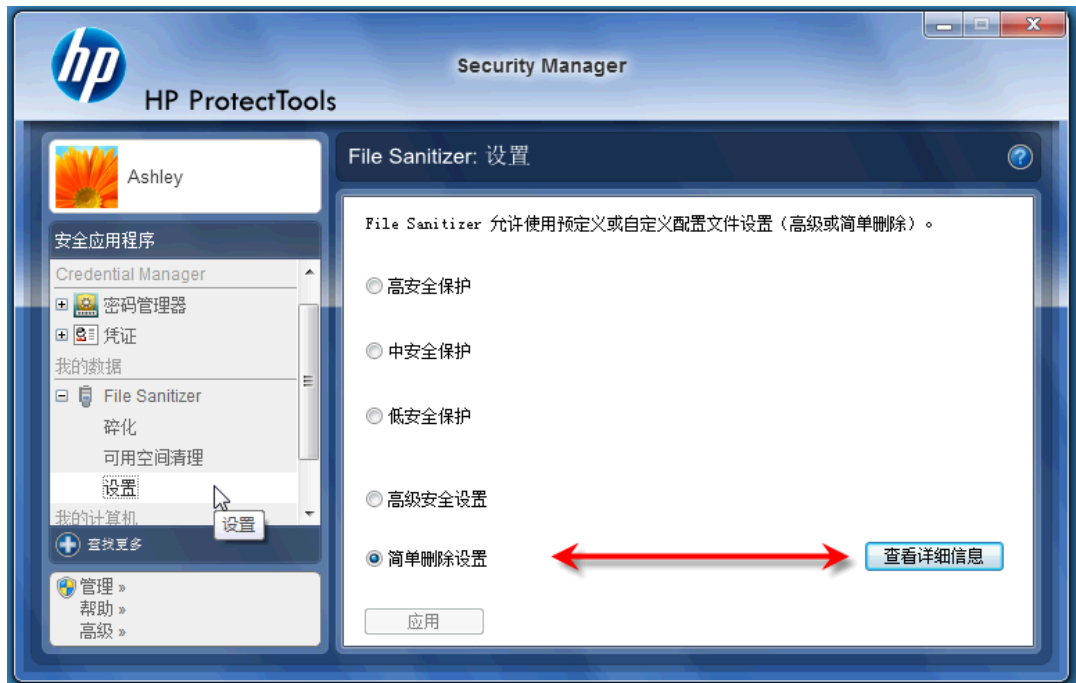 hp
HP ProtectTools
Security Manager
Ashley
安全应用程序
Credential Manager
密码管理器
凭证
我的数据
File Sanitizer
碎化
可用空间清理
设置
我的计算机
设置
查找更多
管理 »
帮助 »
高级 »
File Sanitizer: 设置
File Sanitizer 允许使用预定义或自定义配置文件设置（高级或简单删除）。
高安全保护
中安全保护
低安全保护
高级安全设置
简单删除设置
查看详细信息
应用